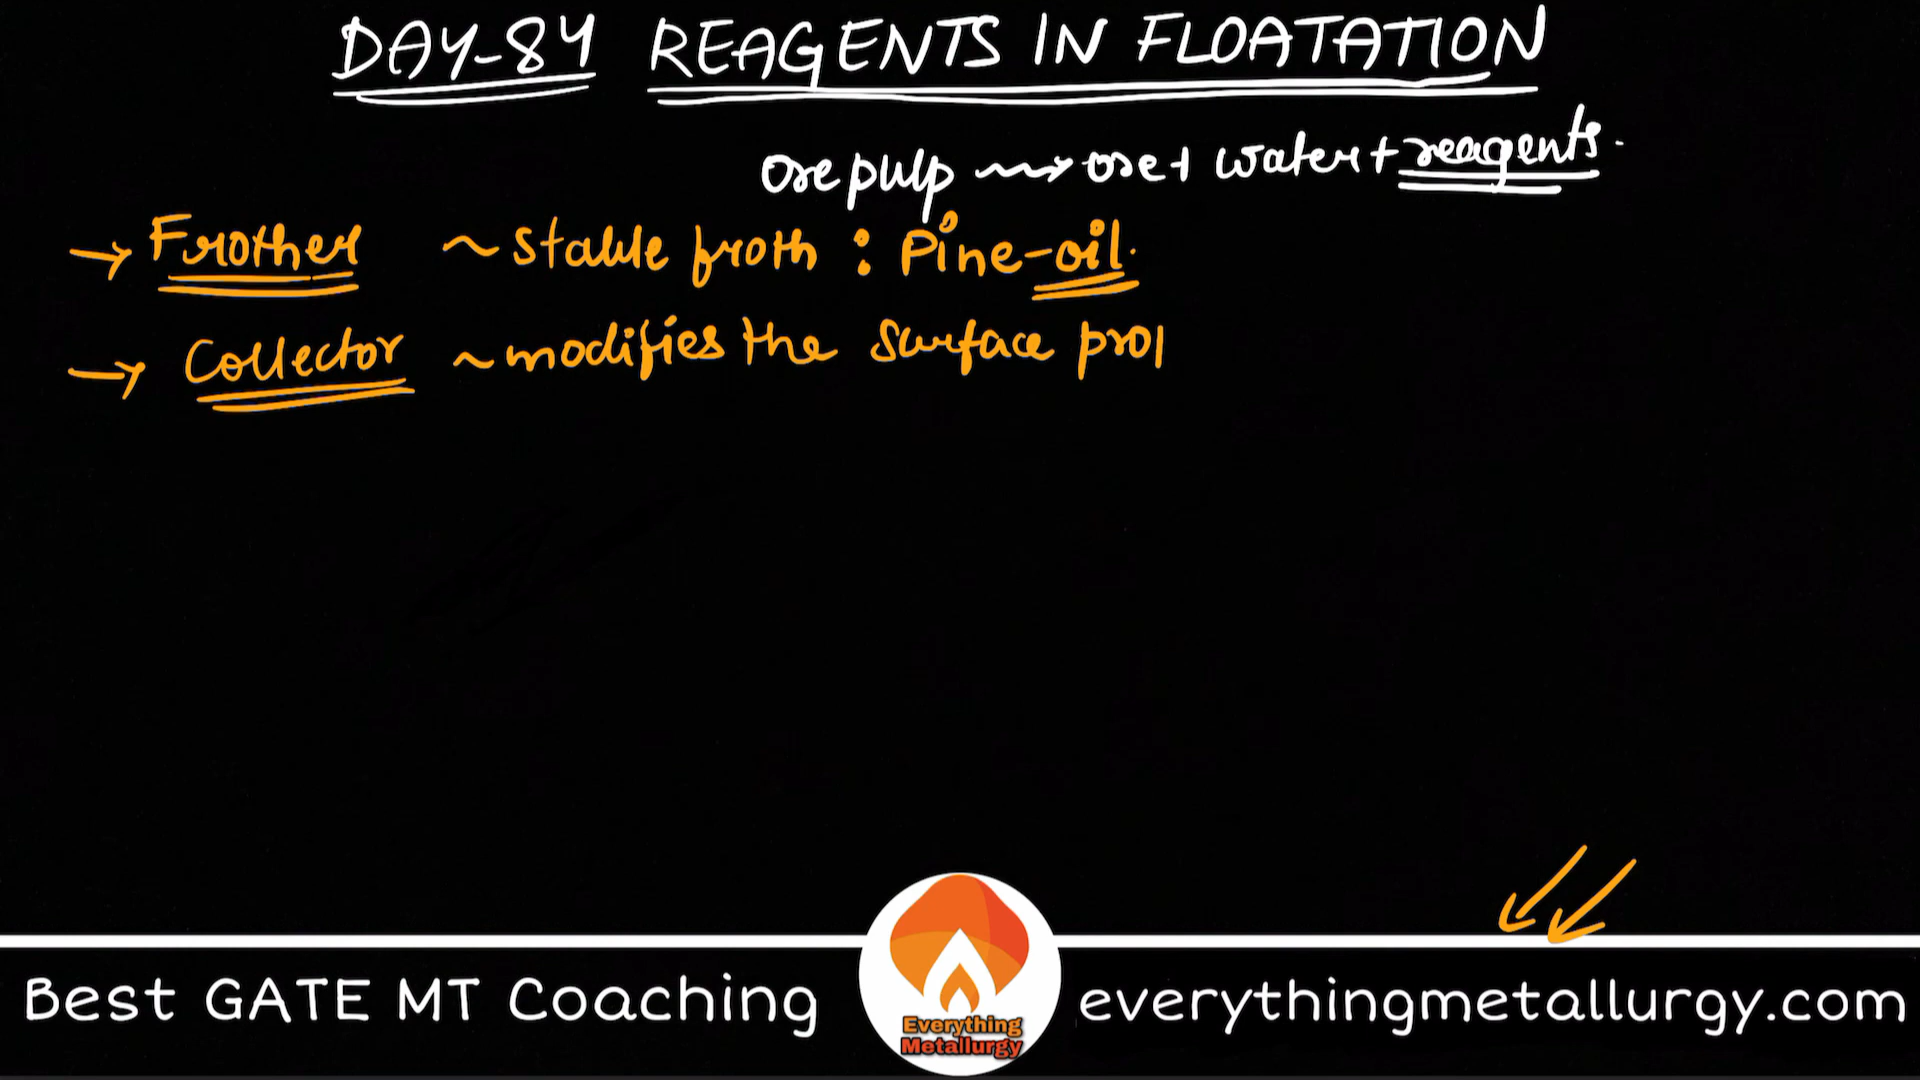 DAY-84 REAGENTS IN FLOATATION
Ore pulp → ore + water + reagents.
→ Frother ~ stable froth : Pine-oil.
→ Collector ~ modifies the surface prop
Best GATE MT Coaching
Everything
Metallurgy
everythingmetallurgy.com